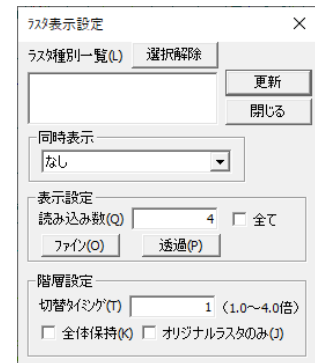 ﾗｽﾀ表示設定
ﾗｽﾀ種別一覧(L) 選択解除
更新
閉じる
同時表示
なし
表示設定
読み込み数(Q) 4 全て
ファイン(O) 透過(P)
階層設定
切替ﾀｲﾐﾝｸﾞ(T) 1 (1.0～4.0倍)
全体保持(K) オリジナルラスタのみ(J)